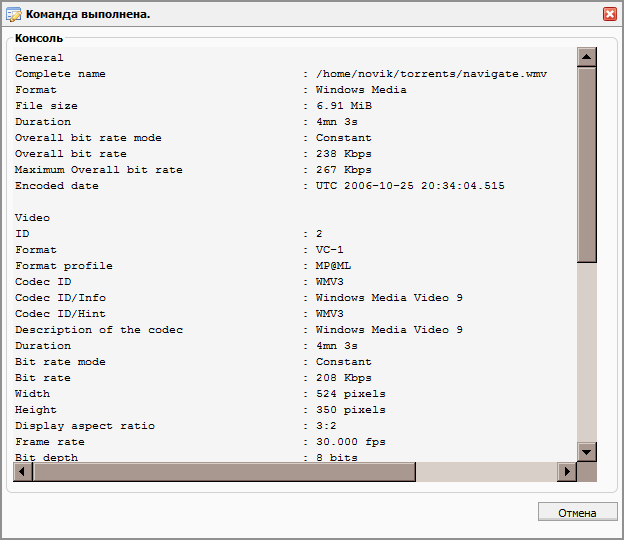 Команда выполнена.
Консоль
General
Complete name : /home/novik/torrents/navigate.wmv
Format : Windows Media
File size : 6.91 MiB
Duration : 4mn 3s
Overall bit rate mode : Constant
Overall bit rate : 238 Kbps
Maximum Overall bit rate : 267 Kbps
Encoded date : UTC 2006-10-25 20:34:04.515
Video
ID : 2
Format : VC-1
Format profile : MP@ML
Codec ID : WMV3
Codec ID/Info : Windows Media Video 9
Codec ID/Hint : WMV3
Description of the codec : Windows Media Video 9
Duration : 4mn 3s
Bit rate mode : Constant
Bit rate : 208 Kbps
Width : 524 pixels
Height : 350 pixels
Display aspect ratio : 3:2
Frame rate : 30.000 fps
Bit depth : 8 bits
Отмена